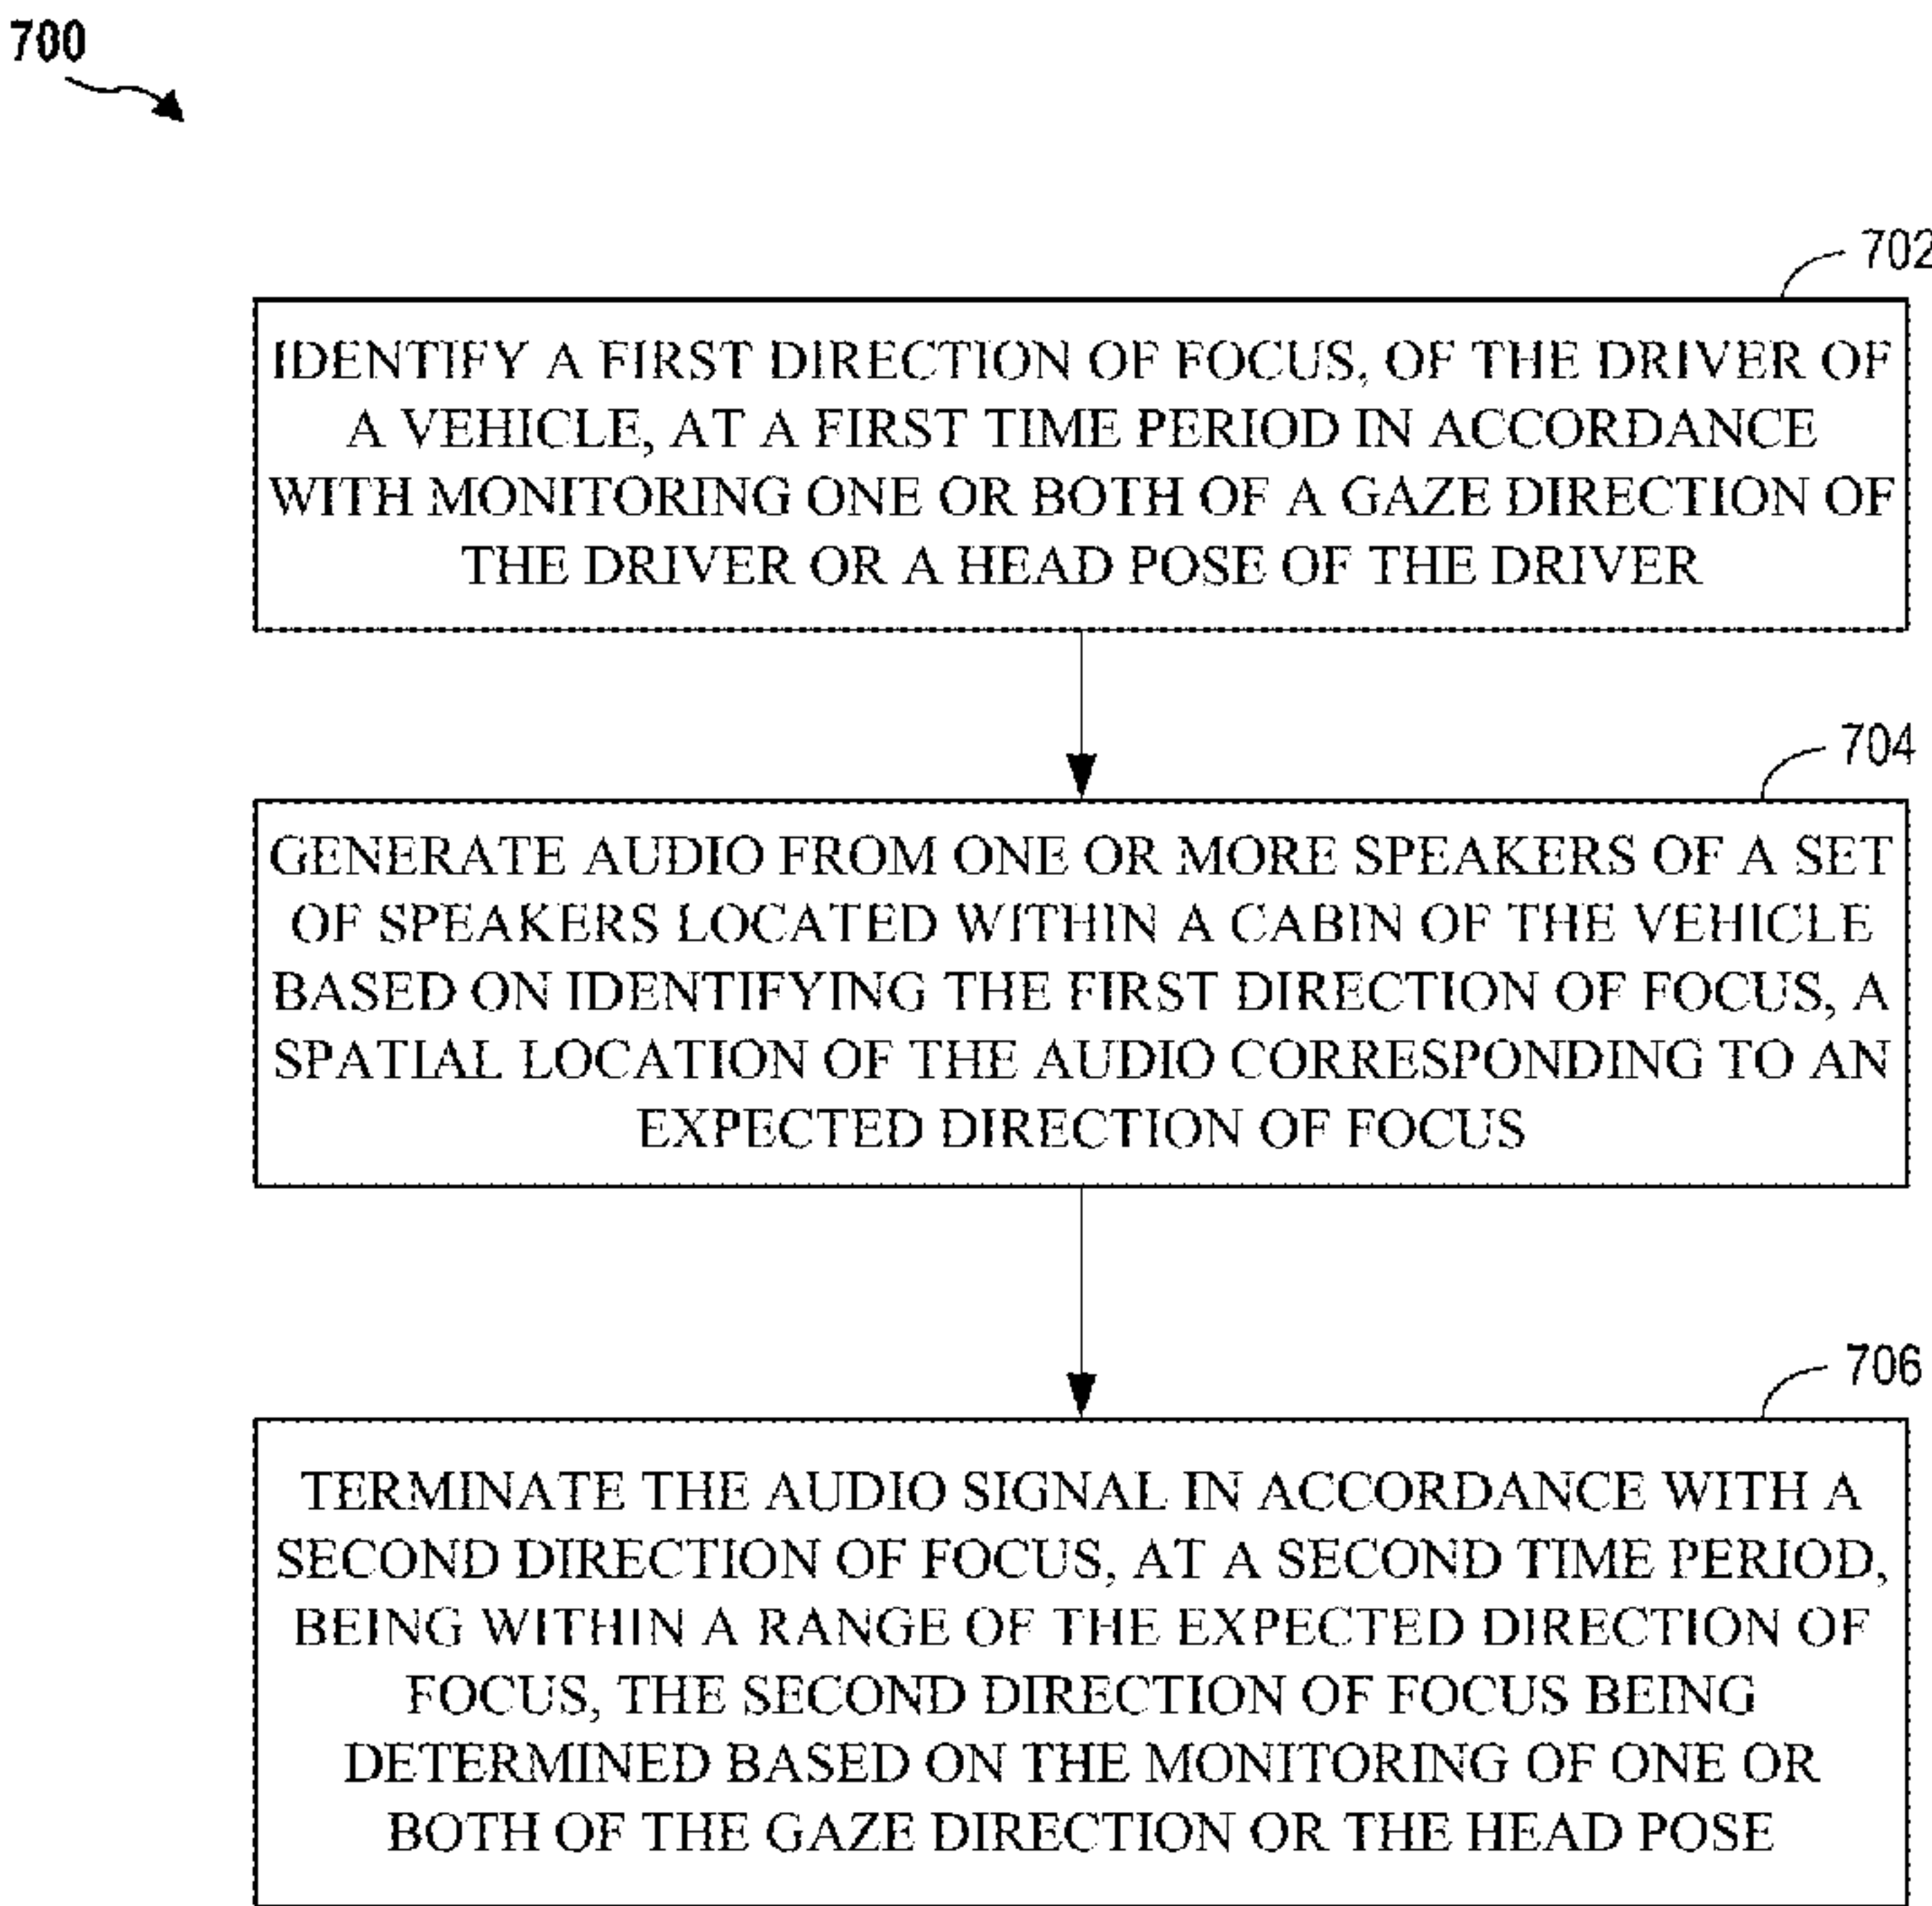 700
702
IDENTIFY A FIRST DIRECTION OF FOCUS, OF THE DRIVER OF
A VEHICLE, AT A FIRST TIME PERIOD IN ACCORDANCE
WITH MONITORING ONE OR BOTH OF A GAZE DIRECTION OF
THE DRIVER OR A HEAD POSE OF THE DRIVER
704
GENERATE AUDIO FROM ONE OR MORE SPEAKERS OF A SET
OF SPEAKERS LOCATED WITHIN A CABIN OF THE VEHICLE
BASED ON IDENTIFYING THE FIRST DIRECTION OF FOCUS, A
SPATIAL LOCATION OF THE AUDIO CORRESPONDING TO AN
EXPECTED DIRECTION OF FOCUS
706
TERMINATE THE AUDIO SIGNAL IN ACCORDANCE WITH A
SECOND DIRECTION OF FOCUS, AT A SECOND TIME PERIOD,
BEING WITHIN A RANGE OF THE EXPECTED DIRECTION OF
FOCUS, THE SECOND DIRECTION OF FOCUS BEING
DETERMINED BASED ON THE MONITORING OF ONE OR
BOTH OF THE GAZE DIRECTION OR THE HEAD POSE